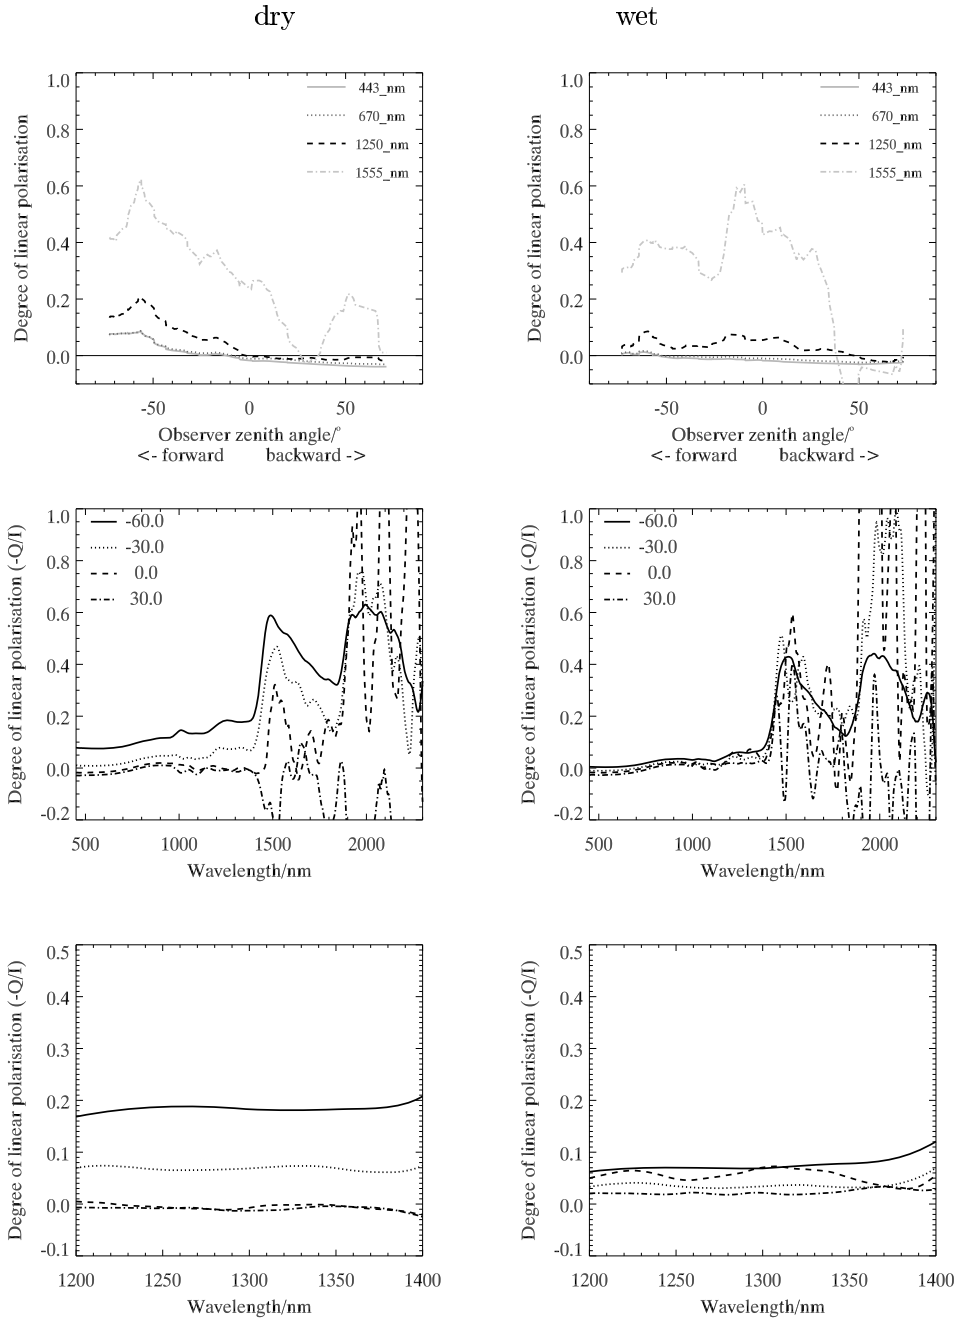 dry wet
1.0
0.8
0.6
0.4
0.2
0.0
Degree of linear polarisation
443_nm
670_nm
1250_nm
1555_nm
-50 0 50
Observer zenith angle/°
<- forward backward ->
1.0
0.8
0.6
0.4
0.2
0.0
Degree of linear polarisation
443_nm
670_nm
1250_nm
1555_nm
-50 0 50
Observer zenith angle/°
<- forward backward ->
1.0
0.8
0.6
0.4
0.2
0.0
-0.2
Degree of linear polarisation (-Q/I)
-60.0
-30.0
0.0
30.0
500 1000 1500 2000
Wavelength/nm
1.0
0.8
0.6
0.4
0.2
0.0
-0.2
Degree of linear polarisation (-Q/I)
-60.0
-30.0
0.0
30.0
500 1000 1500 2000
Wavelength/nm
0.5
0.4
0.3
0.2
0.1
0.0
-0.1
Degree of linear polarisation (-Q/I)
1200 1250 1300 1350 1400
Wavelength/nm
0.5
0.4
0.3
0.2
0.1
0.0
-0.1
Degree of linear polarisation (-Q/I)
1200 1250 1300 1350 1400
Wavelength/nm